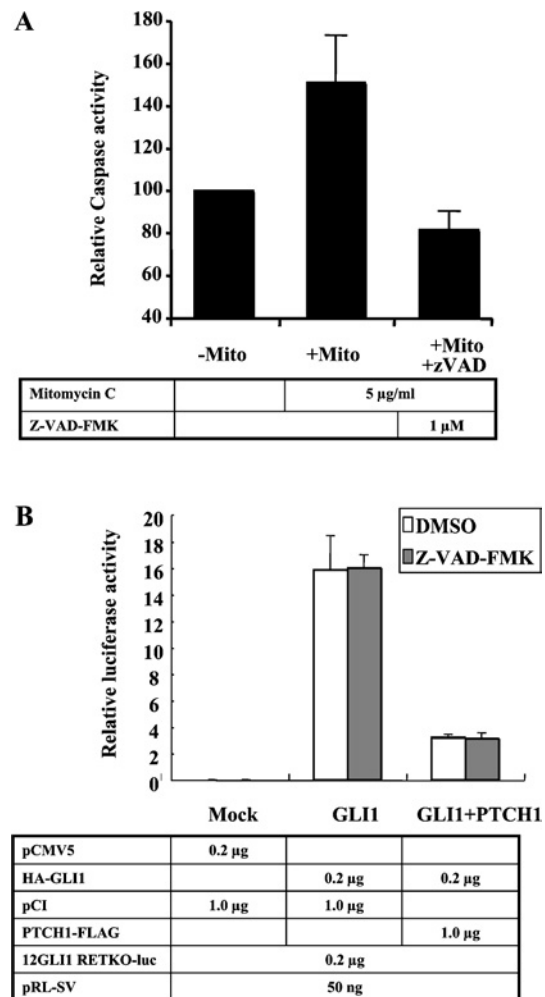 A
Relative Caspase activity
180
160
140
120
100
80
60
40
-Mito +Mito +Mito
+zVAD
Mitomycin C 5 µg/ml
Z-VAD-FMK 1 µM
B
Relative luciferase activity
20
18
16
14
12
10
8
6
4
2
0
DMSO
Z-VAD-FMK
Mock GLI1 GLI1+PTCH1
pCMV5 0.2 µg
HA-GLI1 0.2 µg 0.2 µg
pCI 1.0 µg 1.0 µg
PTCH1-FLAG 1.0 µg
12GLI1 RETKO-luc 0.2 µg
pRL-SV 50 ng